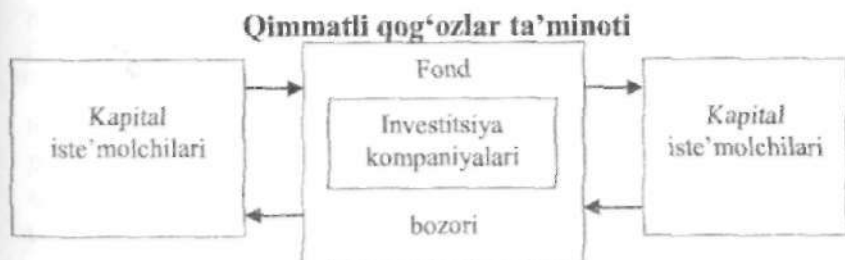 Qimmatli qog‘ozlar ta’minoti
Kapital
iste’molchilari
Fond
Investitsiya
kompaniyalari
bozori
Kapital
iste’molchilari